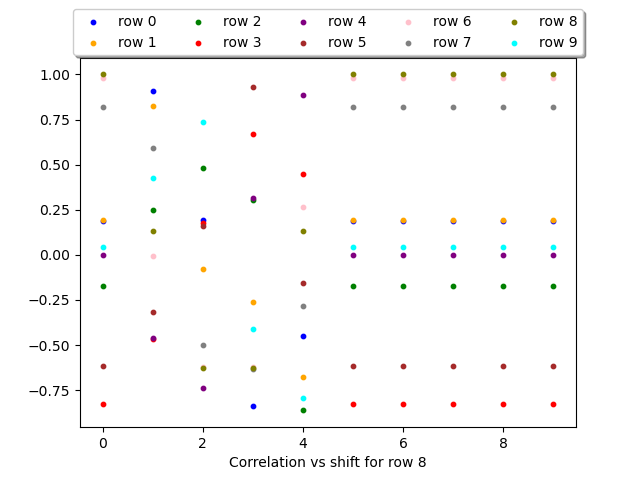 row 0 row 2 row 4 row 6 row 8
row 1 row 3 row 5 row 7 row 9
1.00
0.75
0.50
0.25
0.00
−0.25
−0.50
−0.75
0 2 4 6 8
Correlation vs shift for row 8